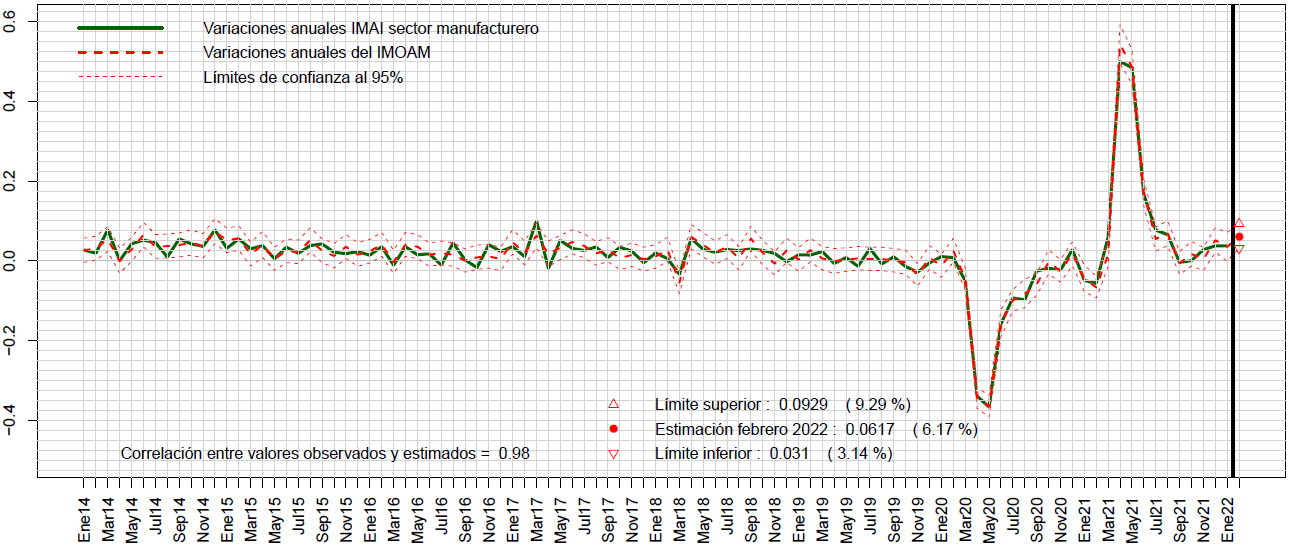 0.6
0.4
0.2
0.0
−0.2
−0.4
Variaciones anuales IMAI sector manufacturero
Variaciones anuales del IMOAM
Límites de confianza al 95%
Límite superior : 0.0929 ( 9.29 %)
Estimación febrero 2022 : 0.0617 ( 6.17 %)
Correlación entre valores observados y estimados = 0.98
Límite inferior : 0.031 ( 3.14 %)
Ene14
Mar14
May14
Jul14
Sep14
Nov14
Ene15
Mar15
May15
Jul15
Sep15
Nov15
Ene16
Mar16
May16
Jul16
Sep16
Nov16
Ene17
Mar17
May17
Jul17
Sep17
Nov17
Ene18
Mar18
May18
Jul18
Sep18
Nov18
Ene19
Mar19
May19
Jul19
Sep19
Nov19
Ene20
Mar20
May20
Jul20
Sep20
Nov20
Ene21
Mar21
May21
Jul21
Sep21
Nov21
Ene22